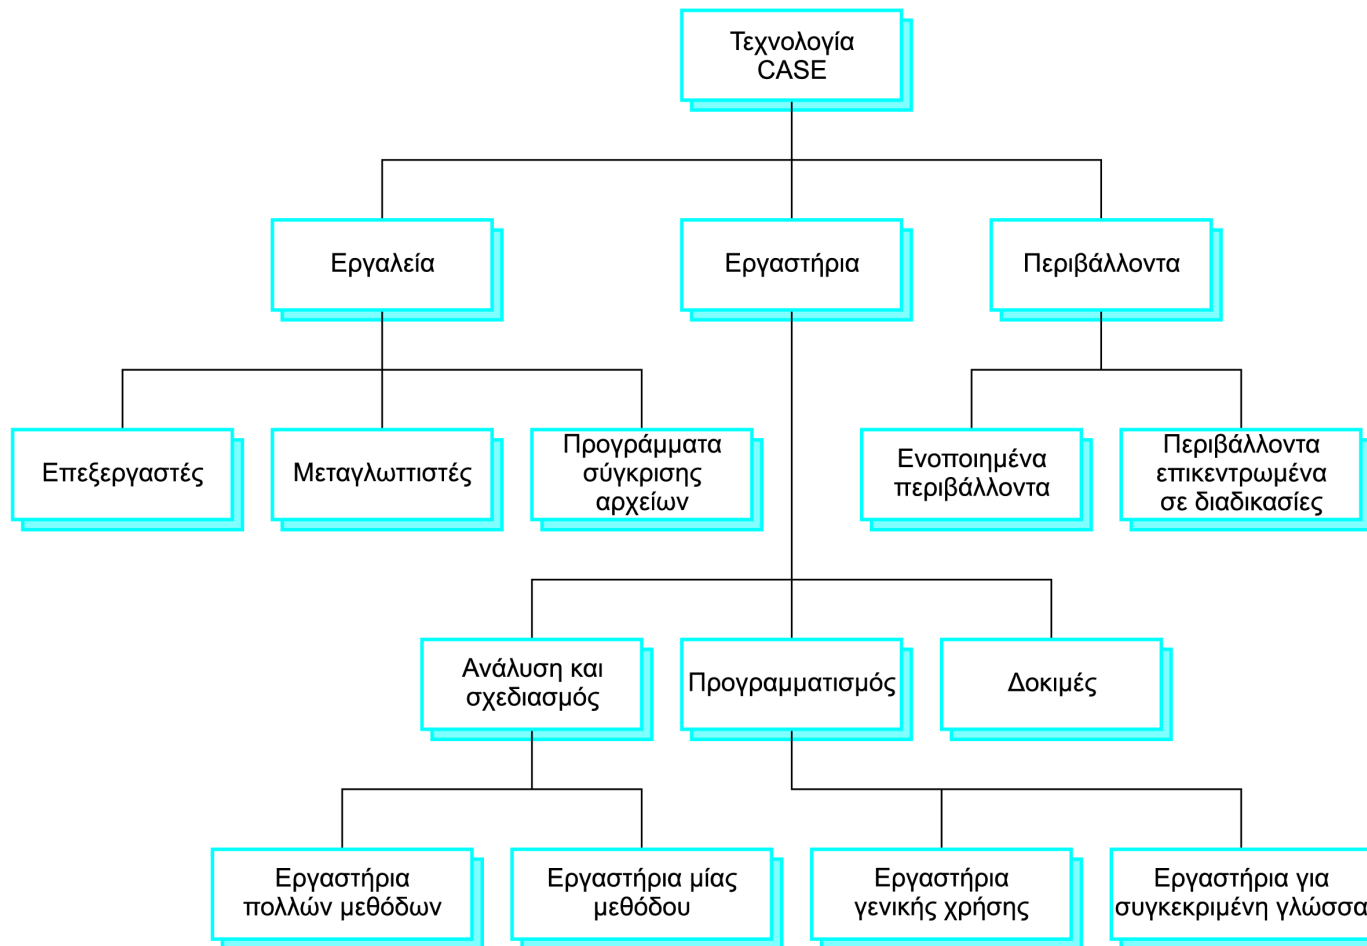 Τεχνολογία
CASE
Εργαλεία
Εργαστήρια
Περιβάλλοντα
Επεξεργαστές
Μεταγλωττιστές
Προγράμματα
σύγκρισης
αρχείων
Ενοποιημένα
περιβάλλοντα
Περιβάλλοντα
επικεντρωμένα
σε διαδικασίες
Ανάλυση και
σχεδιασμός
Προγραμματισμός
Δοκιμές
Εργαστήρια
πολλών μεθόδων
Εργαστήρια μίας
μεθόδου
Εργαστήρια
γενικής χρήσης
Εργαστήρια για
συγκεκριμένη γλώσσα